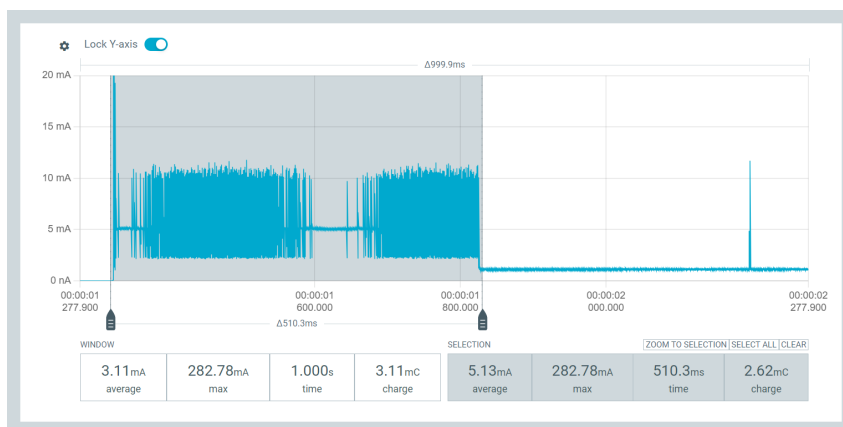 Lock Y-axis
Δ999.9ms
20 mA
15 mA
10 mA
5 mA
0 nA
00:00:01 00:00:01 00:00:01 00:00:02 00:00:02
277.900 600.000 800.000 000.000 277.900
Δ510.3ms
WINDOW SELECTION ZOOM TO SELECTION SELECT ALL CLEAR
3.11mA 282.78mA 1.000s 3.11mC 5.13mA 282.78mA 510.3ms 2.62mC
average max time charge average max time charge